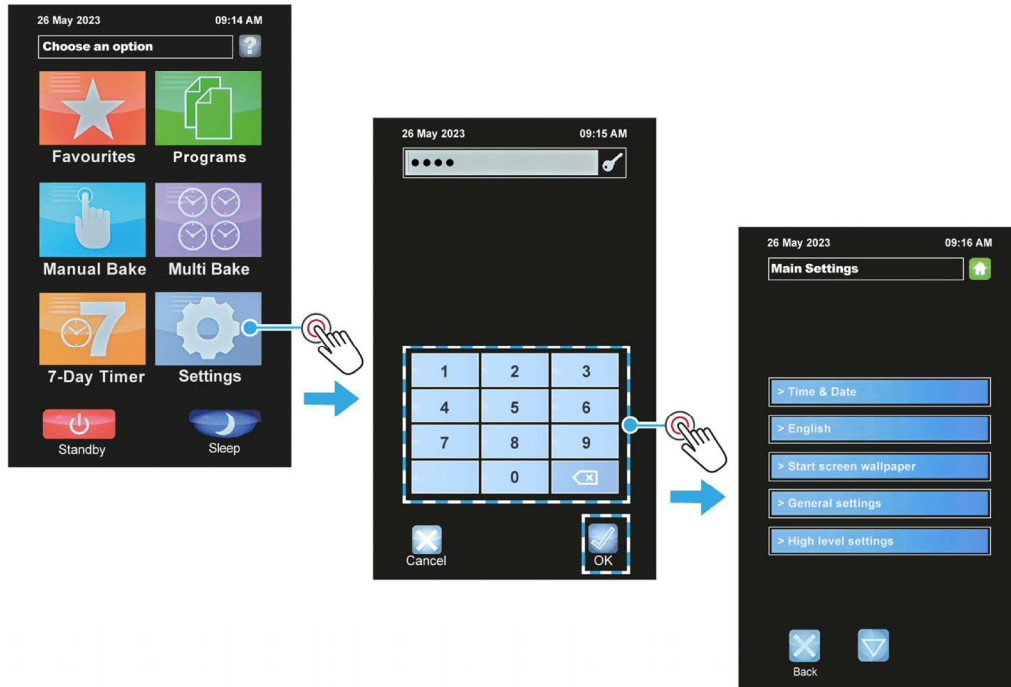 26 May 2023 09:14 AM
Choose an option ?
Favourites Programs
Manual Bake Multi Bake
7
7-Day Timer Settings
Standby Sleep
26 May 2023 09:15 AM
••••
1 2 3
4 5 6
7 8 9
0
Cancel OK
26 May 2023 09:16 AM
Main Settings
> Time & Date
> English
> Start screen wallpaper
> General settings
> High level settings
Back